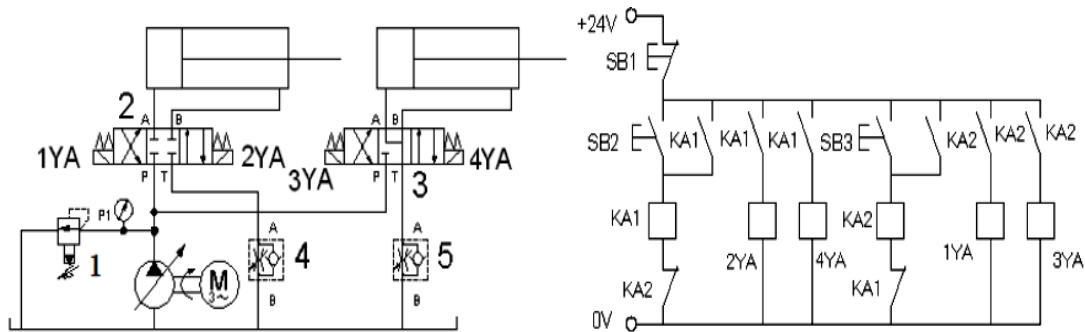 2
A B
1YA
2YA
P T
A B
3YA
4YA
P T
3
P1
1
M
3~
A
4
B
A
5
B
+24V
SB1
SB2
KA1
KA1
KA1
SB3
KA2
KA2
KA2
KA1
KA2
2YA
4YA
1YA
3YA
KA2
KA1
0V